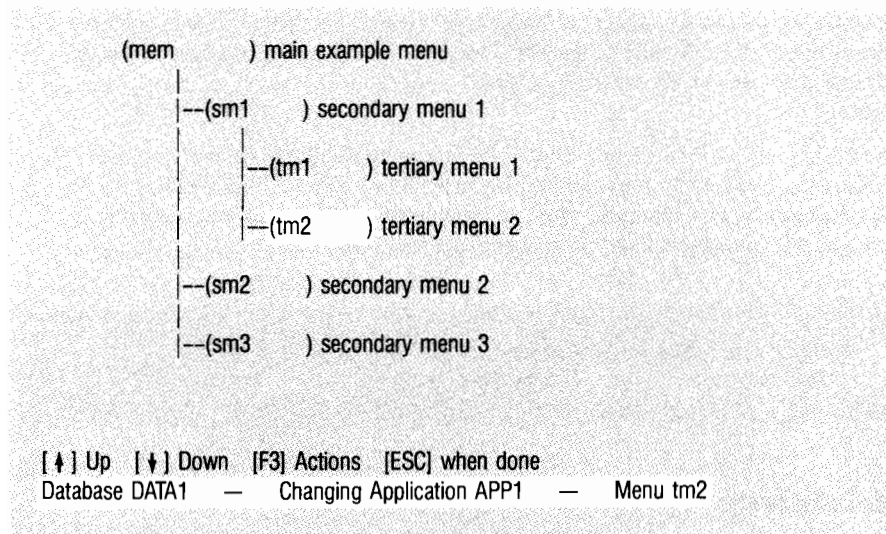 (mem ) main example menu
|--(sm1 ) secondary menu 1
|--(tm1 ) tertiary menu 1
|--(tm2 ) tertiary menu 2
|--(sm2 ) secondary menu 2
|--(sm3 ) secondary menu 3
[↑] Up [↓] Down [F3] Actions [ESC] when done
Database DATA1 — Changing Application APP1 — Menu tm2